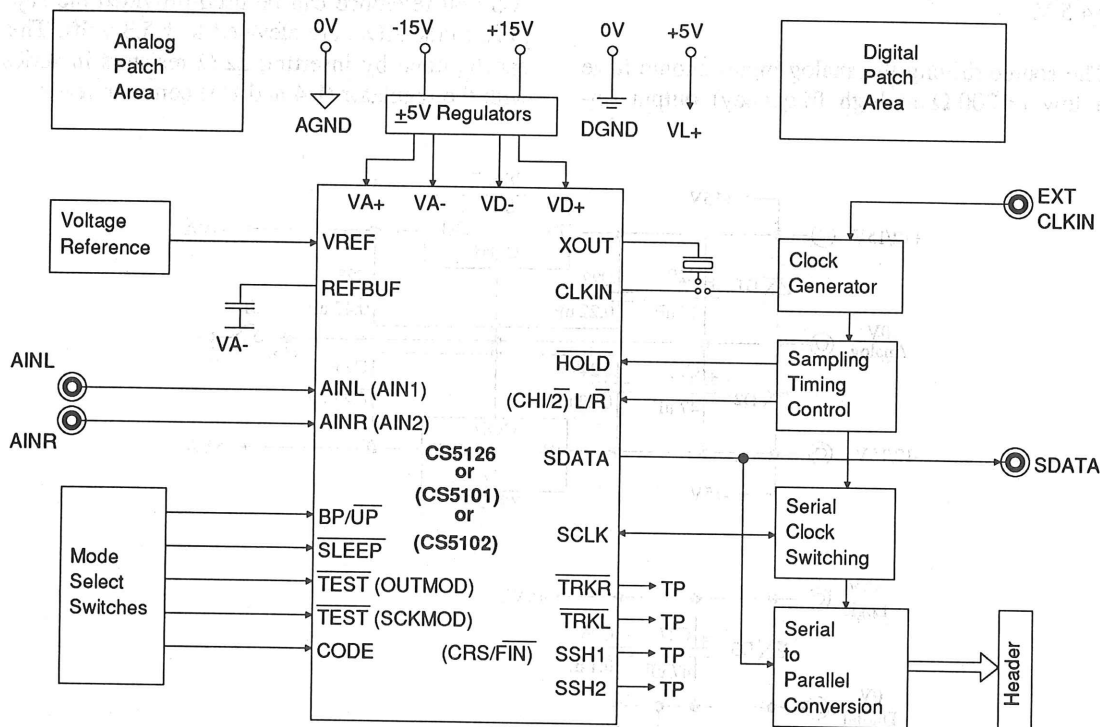 Analog
Patch
Area
0V
-15V
+15V
0V
+5V
Digital
Patch
Area
AGND
±5V Regulators
DGND
VL+
VA+
VA-
VD-
VD+
Voltage
Reference
VREF
XOUT
EXT
CLKIN
REFBUF
CLKIN
Clock
Generator
VA-
HOLD
Sampling
Timing
Control
AINL
AINL (AIN1)
(CHI/2) L/R
AINR
AINR (AIN2)
CS5126
or
(CS5101)
or
(CS5102)
SDATA
SDATA
Mode
Select
Switches
BP/UP
SLEEP
TEST (OUTMOD)
TEST (SCKMOD)
CODE
SCLK
Serial
Clock
Switching
TRKR
TP
TRKL
TP
(CRS/FIN)
SSH1
TP
SSH2
TP
Serial
to
Parallel
Conversion
Header